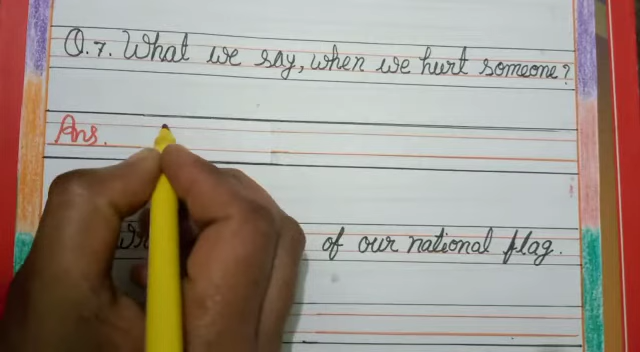 Q.7. What we say, when we hurt someone?
Ans.
of our national flag.